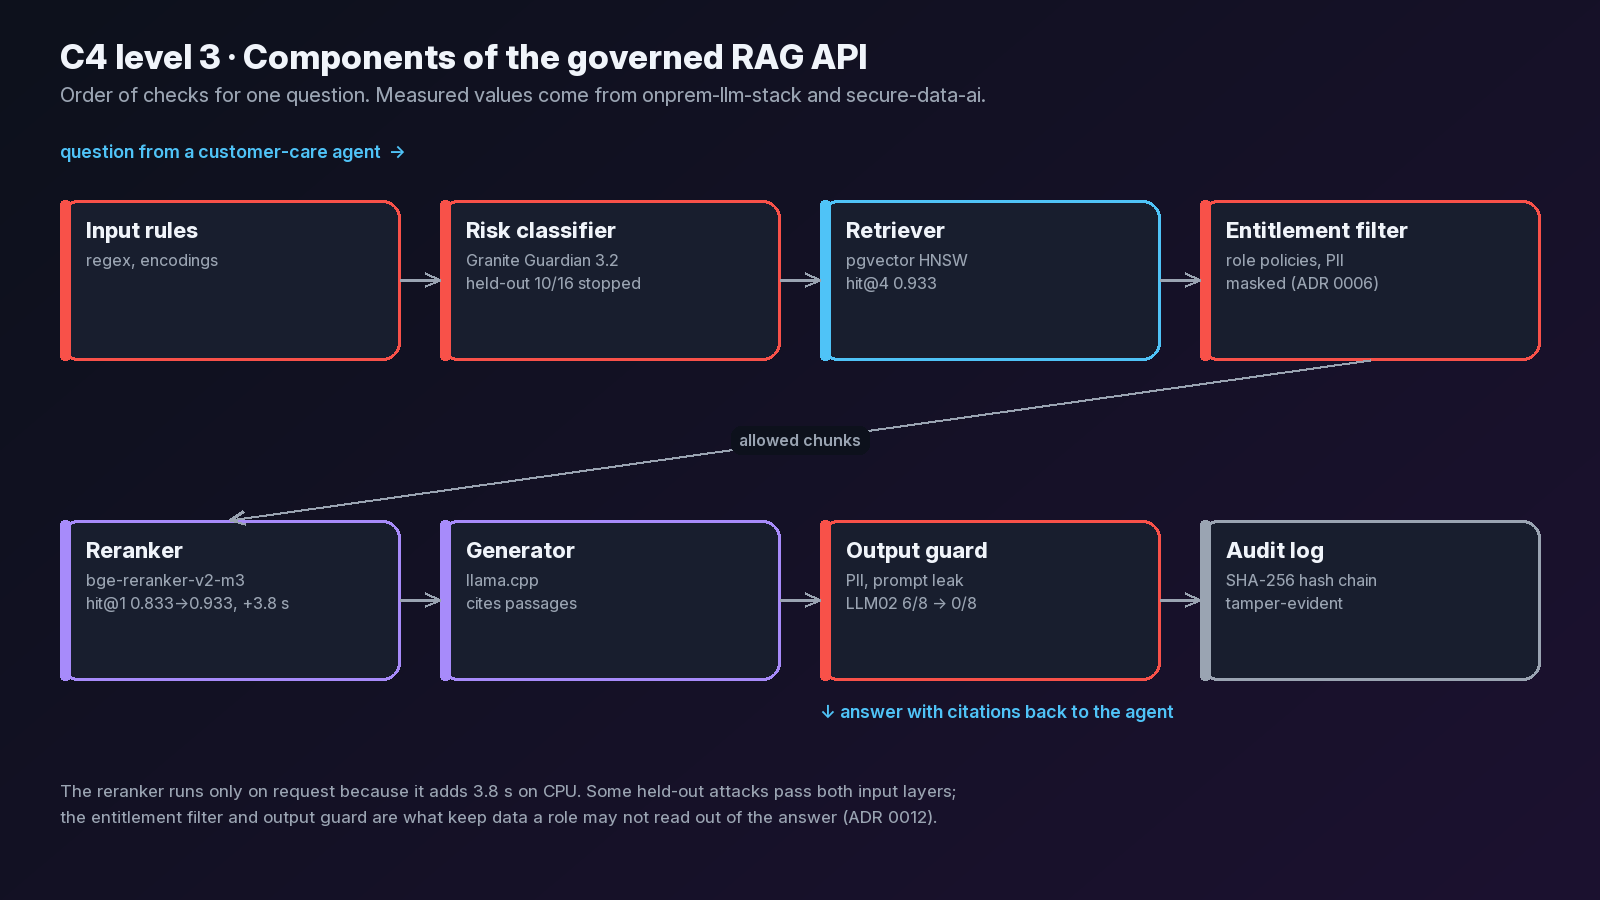 C4 level 3 · Components of the governed RAG API
Order of checks for one question. Measured values come from onprem-llm-stack and secure-data-ai.
question from a customer-care agent →
Input rules
regex, encodings
Risk classifier
Granite Guardian 3.2
held-out 10/16 stopped
Retriever
pgvector HNSW
hit@4 0.933
Entitlement filter
role policies, PII
masked (ADR 0006)
allowed chunks
Reranker
bge-reranker-v2-m3
hit@1 0.833→0.933, +3.8 s
Generator
llama.cpp
cites passages
Output guard
PII, prompt leak
LLM02 6/8 → 0/8
Audit log
SHA-256 hash chain
tamper-evident
↓ answer with citations back to the agent
The reranker runs only on request because it adds 3.8 s on CPU. Some held-out attacks pass both input layers;
the entitlement filter and output guard are what keep data a role may not read out of the answer (ADR 0012).